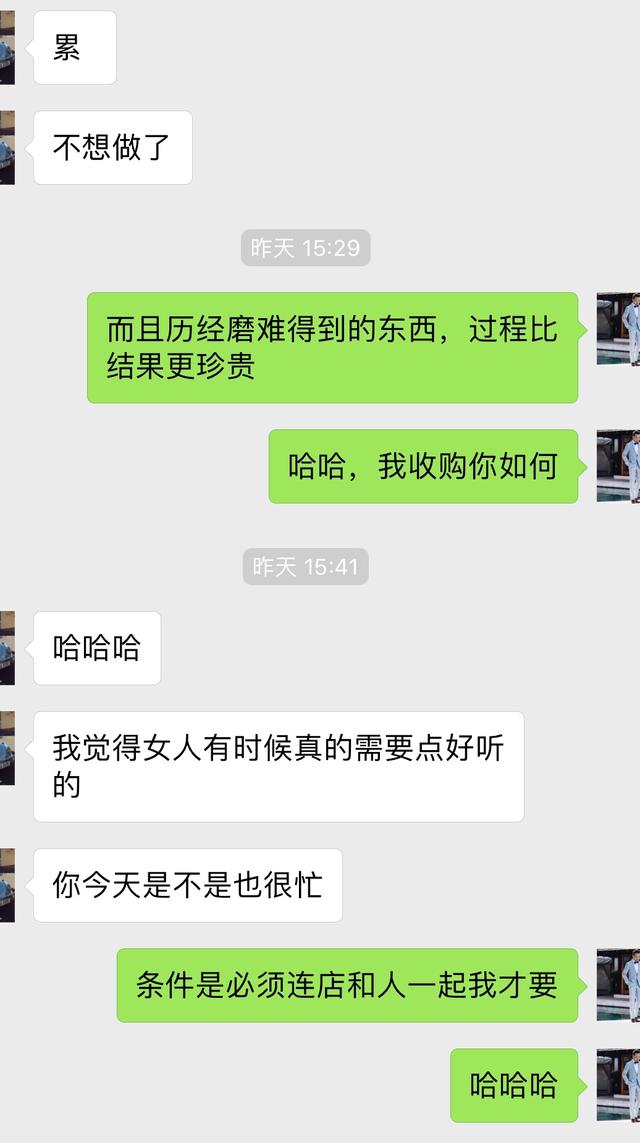 累
不想做了
昨天 15:29
而且历经磨难得到的东西，过程比
结果更珍贵
哈哈，我收购你如何
昨天 15:41
哈哈哈
我觉得女人有时候真的需要点好听
的
你今天是不是也很忙
条件是必须连店和人一起我才要
哈哈哈